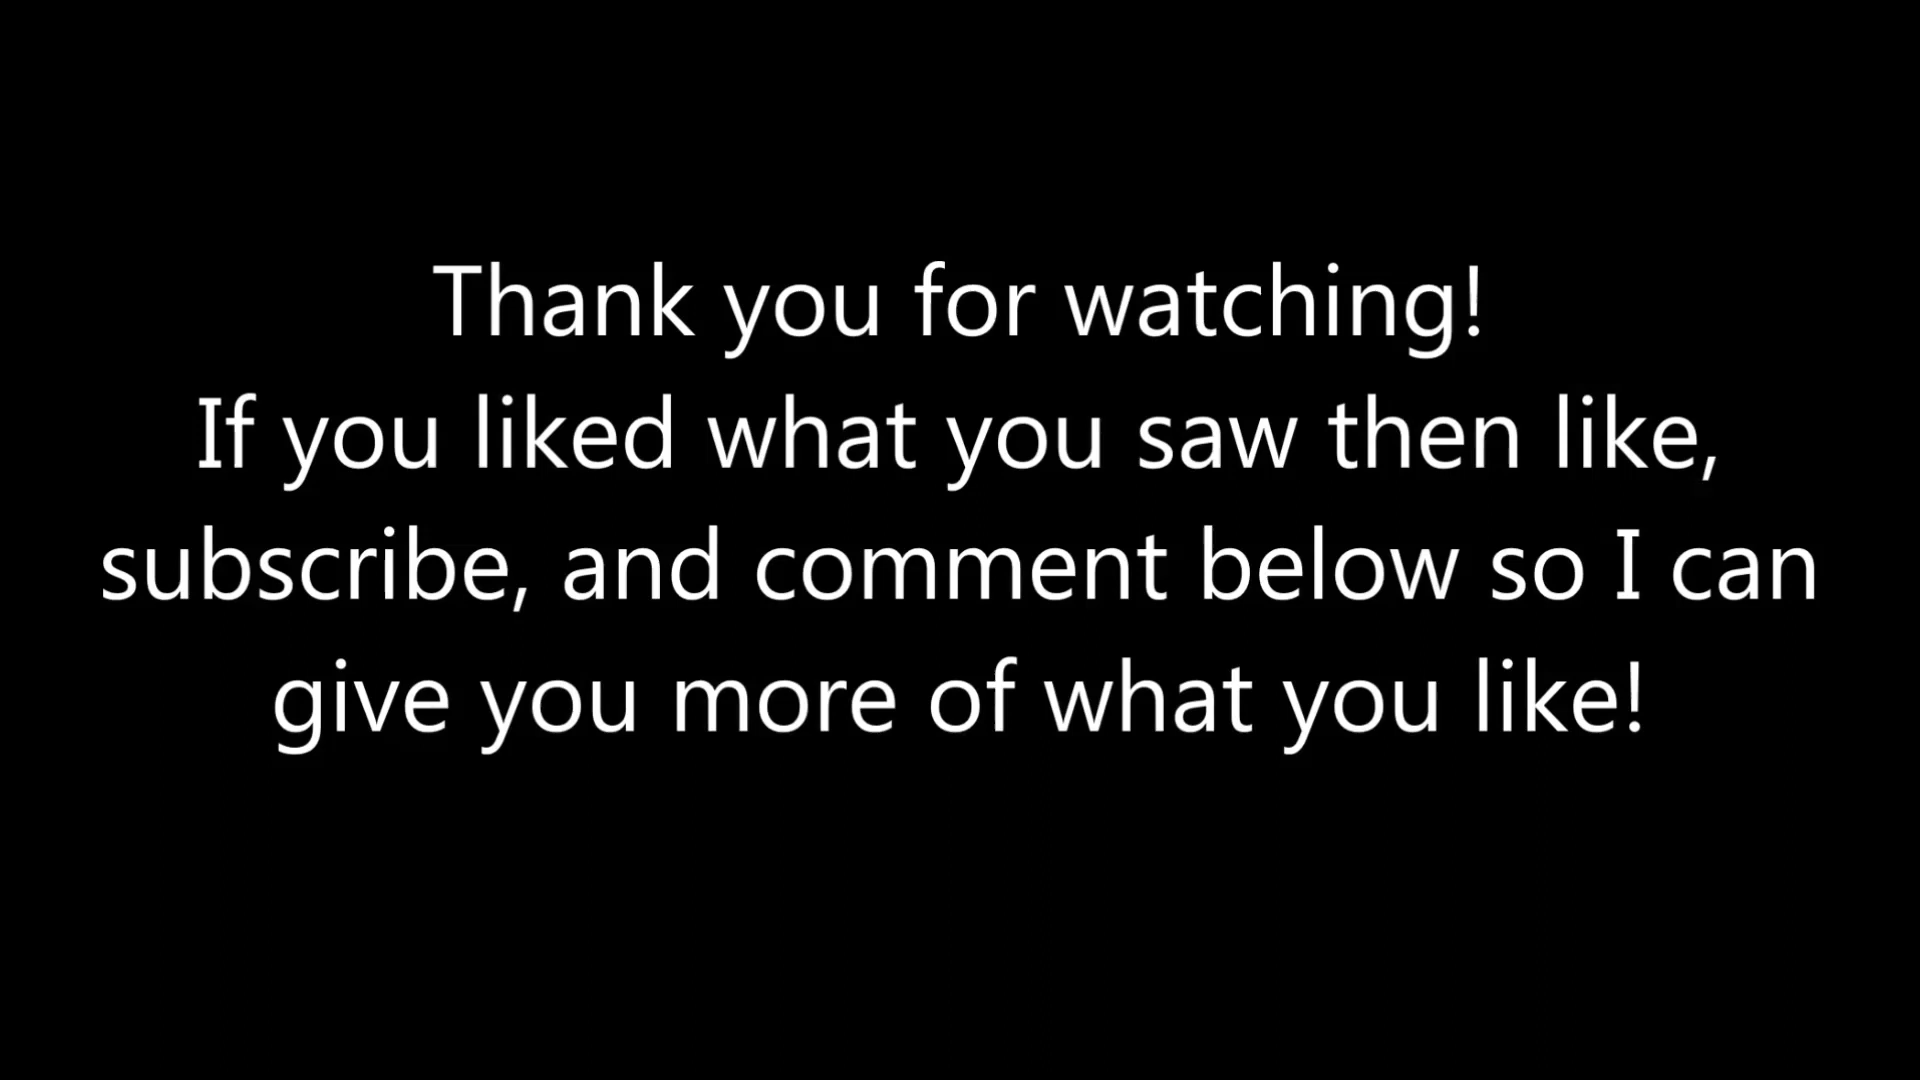 Thank you for watching!
If you liked what you saw then like,
subscribe, and comment below so I can
give you more of what you like!